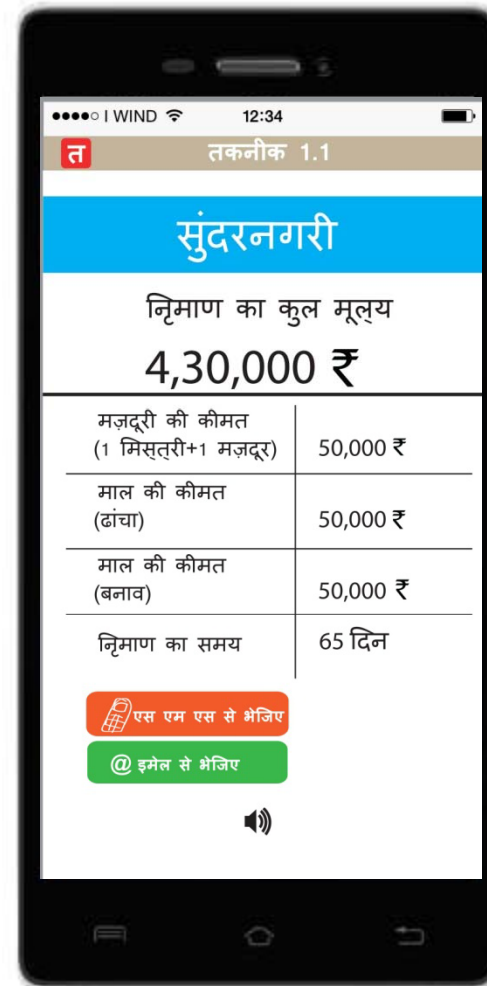 ●●●●○ I WIND 12:34
त तकनीक 1.1
सुंदरनगरी
निृमाण का कुल मूल्‌य
4,30,000 ₹
मज़दूरी की कीमत
(1 मिस्‌त्‌री+1 मज़दूर) 50,000 ₹
माल की कीमत
(ढांचा) 50,000 ₹
माल की कीमत
(बनाव) 50,000 ₹
निृमाण का समय 65 दिन
एस एम एस से भेजिए
@ इमेल से भेजिए